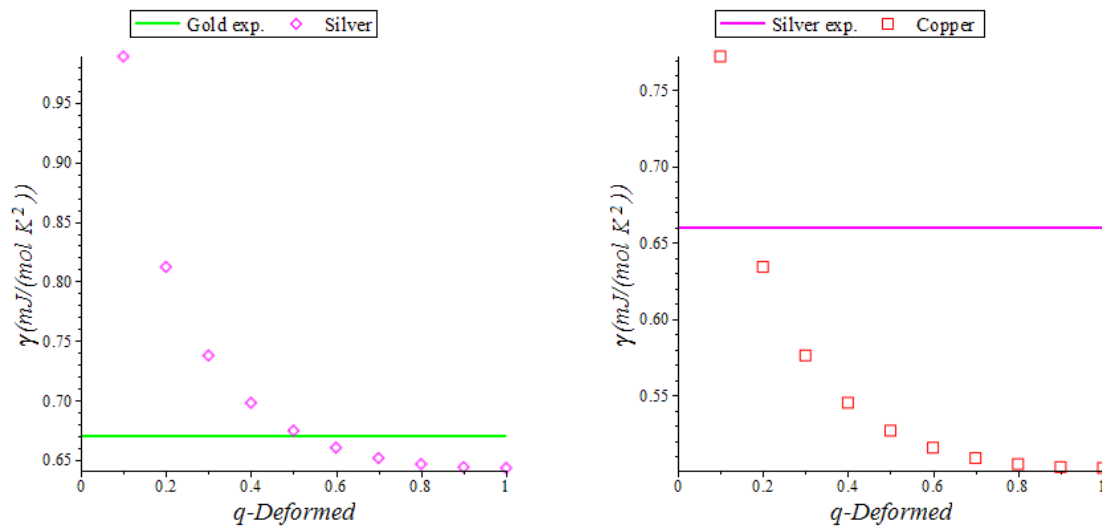 Gold exp. Silver
0.95
0.90
0.85
0.80
0.75
0.70
0.65
γ(mJ/(mol K²))
0 0.2 0.4 0.6 0.8 1
q-Deformed
Silver exp. Copper
0.75
0.70
0.65
0.60
0.55
γ(mJ/(mol K²))
0 0.2 0.4 0.6 0.8 1
q-Deformed